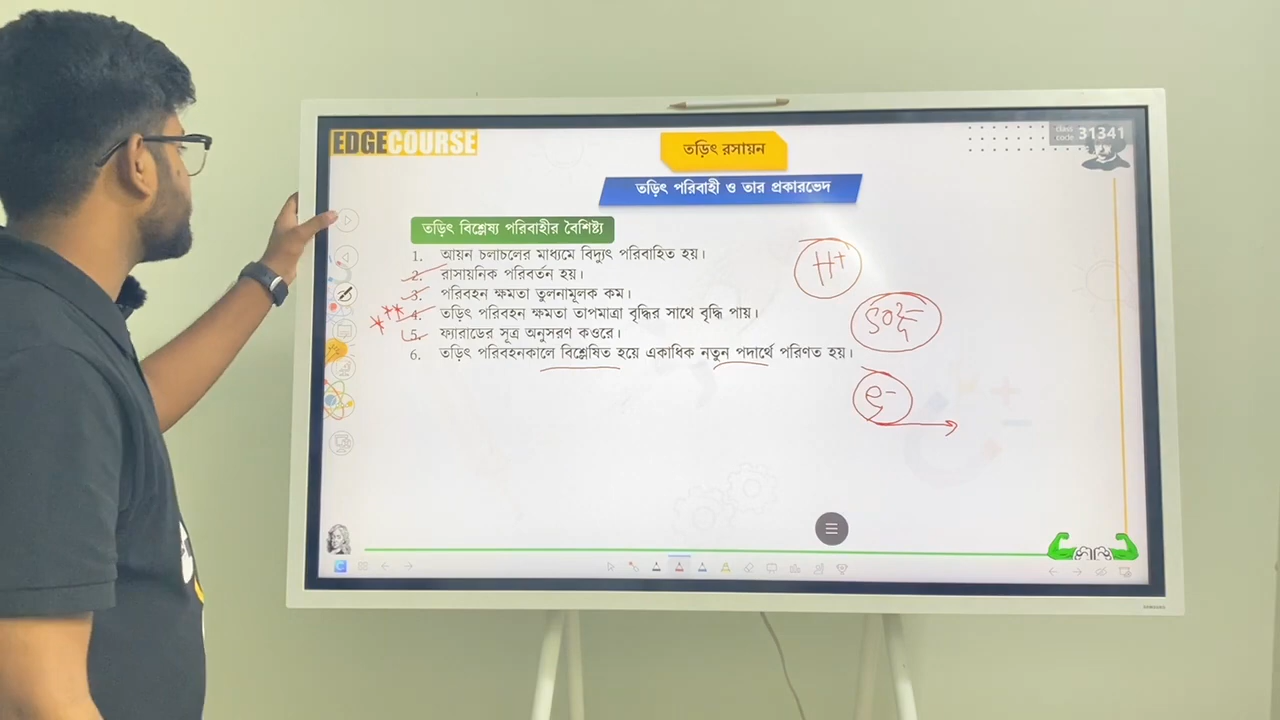 EDGECOURSE
তড়িৎ রসায়ন
class code 31341
তড়িৎ পরিবাহী ও তার প্রকারভেদ
তড়িৎ বিশ্লেষ্য পরিবাহীর বৈশিষ্ট্য
1. আয়ন চলাচলের মাধ্যমে বিদ্যুৎ পরিবাহিত হয়।
2. রাসায়নিক পরিবর্তন হয়।
3. পরিবহন ক্ষমতা তুলনামূলক কম।
4. তড়িৎ পরিবহন ক্ষমতা তাপমাত্রা বৃদ্ধির সাথে বৃদ্ধি পায়।
5. ফ্যারাডের সূত্র অনুসরণ কওরে।
6. তড়িৎ পরিবহনকালে বিশ্লেষিত হয়ে একাধিক নতুন পদার্থে পরিণত হয়।
H+
e-
SAMSUNG